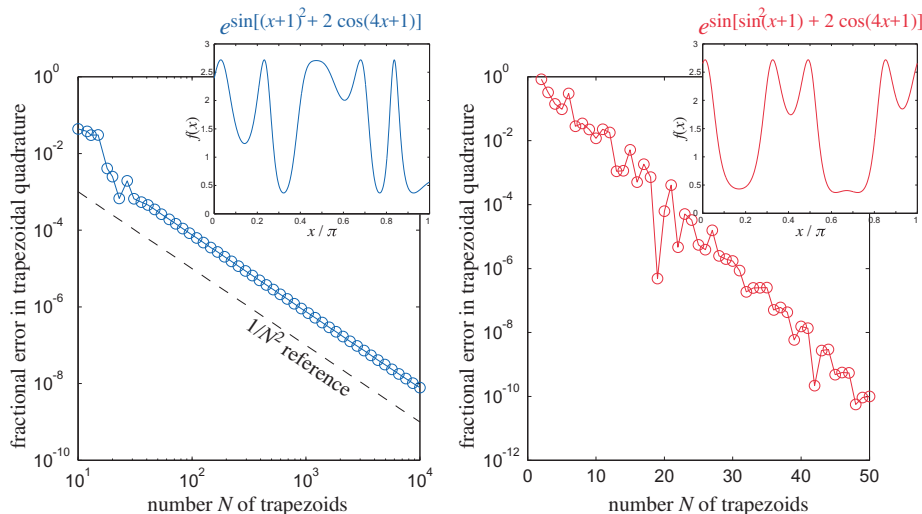 e^sin[(x+1)^2 + 2 cos(4x+1)]
3
2.5
2
1.5
1
0.5
0
f(x)
0 0.2 0.4 0.6 0.8 1
x / π
10^0
10^-2
10^-4
10^-6
10^-8
10^-10
fractional error in trapezoidal quadrature
1/N^2 reference
10^1 10^2 10^3 10^4
number N of trapezoids
e^sin[sin^2(x+1) + 2 cos(4x+1)]
3
2.5
2
1.5
1
0.5
0
f(x)
0 0.2 0.4 0.6 0.8 1
x / π
10^0
10^-2
10^-4
10^-6
10^-8
10^-10
10^-12
fractional error in trapezoidal quadrature
0 10 20 30 40 50
number N of trapezoids